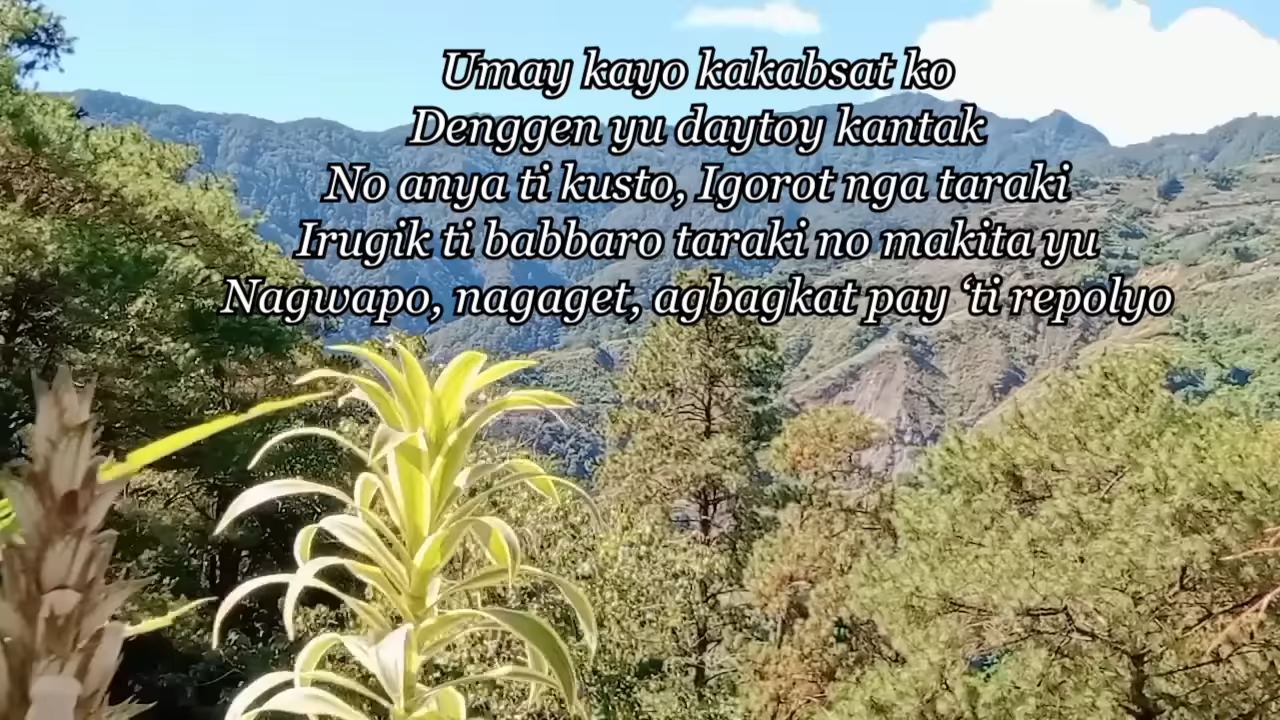 Umay kayo kakabsat ko
Denggen yu daytoy kantak
No anya ti kusto, Igorot nga taraki
Irugik ti babbaro taraki no makita yu
Nagwapo, nagaget, agbagkat pay ‘ti repolyo